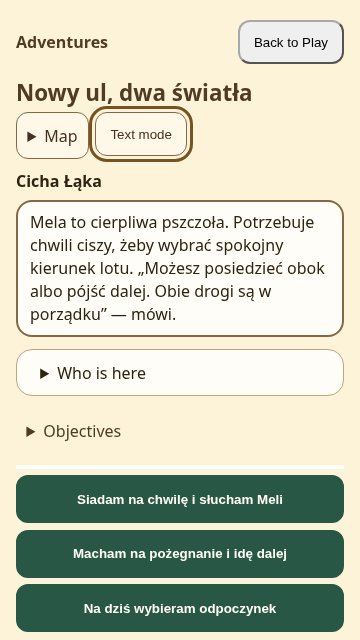 Adventures
Back to Play
Nowy ul, dwa światła
Map
Text mode
Cicha Łąka
Mela to cierpliwa pszczoła. Potrzebuje
chwili ciszy, żeby wybrać spokojny
kierunek lotu. „Możesz posiedzieć obok
albo pójść dalej. Obie drogi są w
porządku” — mówi.
Who is here
Objectives
Siadam na chwilę i słucham Meli
Macham na pożegnanie i idę dalej
Na dziś wybieram odpoczynek